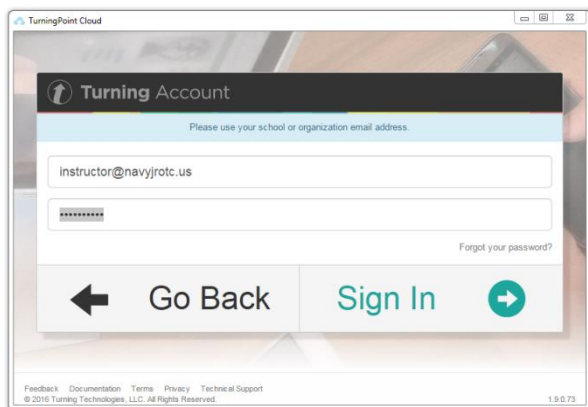 TurningPoint Cloud
Turning Account
Please use your school or organization email address.
instructor@navyjrotc.us
••••••••••
Forgot your password?
Go Back
Sign In
Feedback Documentation Terms Privacy Technical Support
© 2016 Turning Technologies, LLC. All Rights Reserved.
1.9.0.73